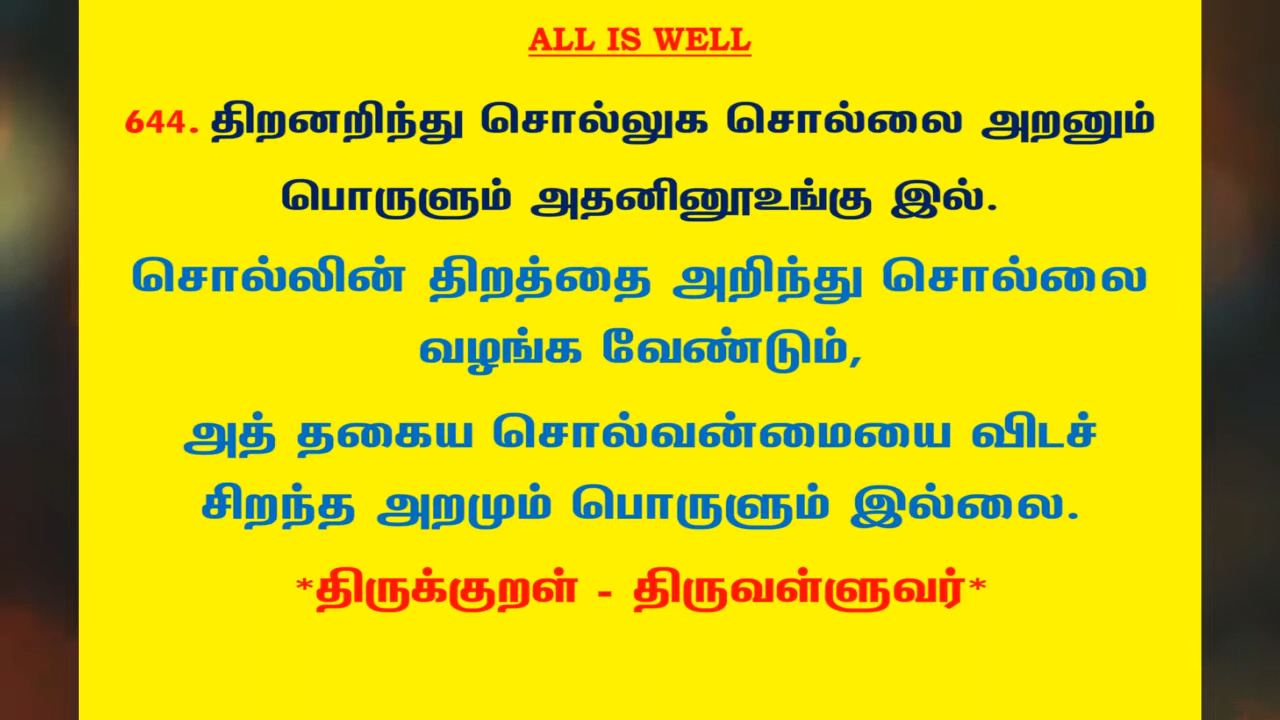 ALL IS WELL
644. திறனறிந்து சொல்லுக சொல்லை அறனும்
பொருளும் அதனினூஉங்கு இல்.
சொல்லின் திறத்தை அறிந்து சொல்லை
வழங்க வேண்டும்,
அத் தகைய சொல்வன்மையை விடச்
சிறந்த அறமும் பொருளும் இல்லை.
*திருக்குறள் - திருவள்ளுவர்*